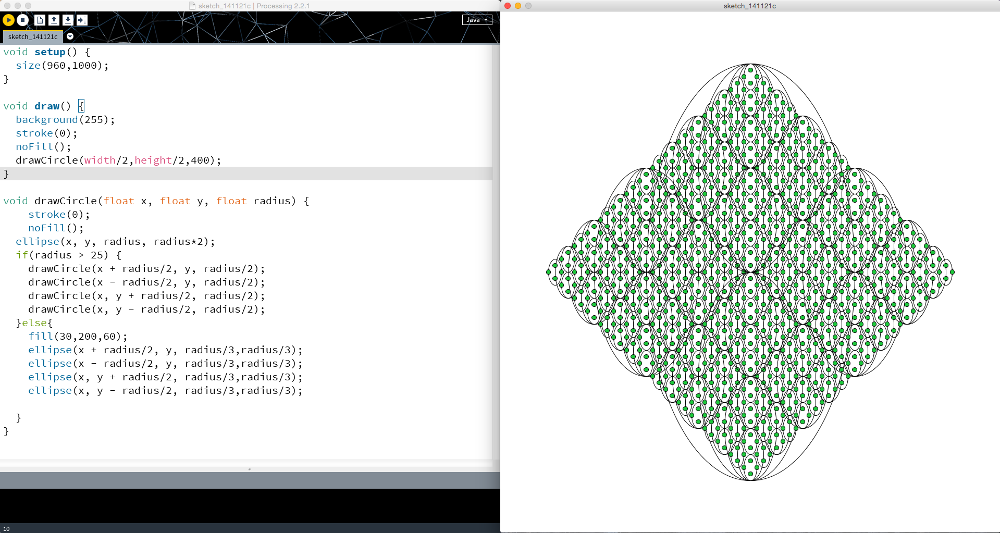 sketch_141121c | Processing 2.2.1
Java
sketch_141121c
void setup() {
  size(960,1000);
}

void draw() {
  background(255);
  stroke(0);
  noFill();
  drawCircle(width/2,height/2,400);
}

void drawCircle(float x, float y, float radius) {
    stroke(0);
    noFill();
  ellipse(x, y, radius, radius*2);
  if(radius > 25) {
    drawCircle(x + radius/2, y, radius/2);
    drawCircle(x - radius/2, y, radius/2);
    drawCircle(x, y + radius/2, radius/2);
    drawCircle(x, y - radius/2, radius/2);
  }else{
    fill(30,200,60);
    ellipse(x + radius/2, y, radius/3,radius/3);
    ellipse(x - radius/2, y, radius/3,radius/3);
    ellipse(x, y + radius/2, radius/3,radius/3);
    ellipse(x, y - radius/2, radius/3,radius/3);

  }
}
10
sketch_141121c